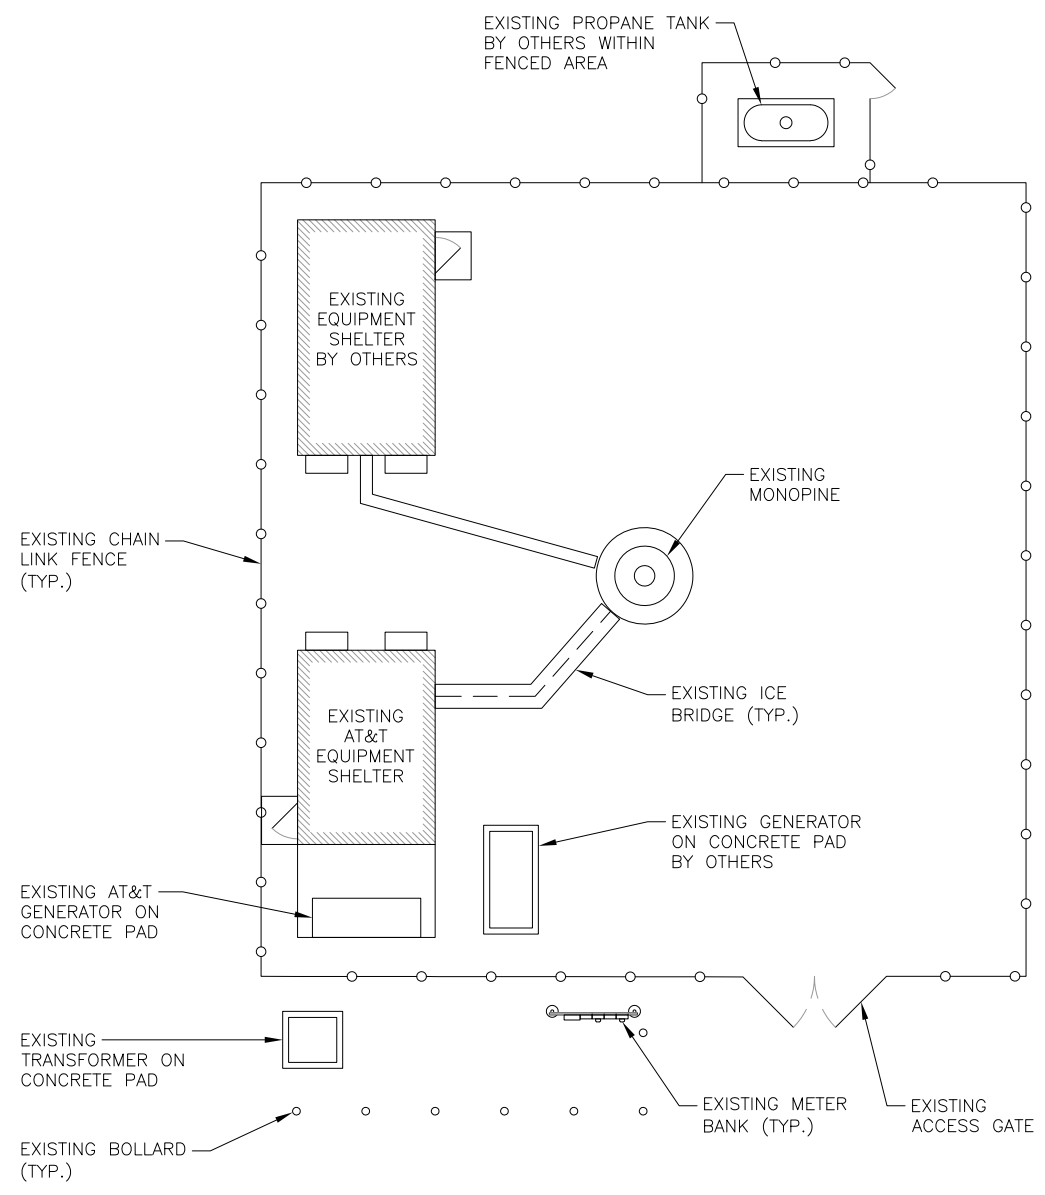 EXISTING PROPANE TANK
BY OTHERS WITHIN
FENCED AREA
EXISTING
EQUIPMENT
SHELTER
BY OTHERS
EXISTING
MONOPINE
EXISTING CHAIN
LINK FENCE
(TYP.)
EXISTING ICE
BRIDGE (TYP.)
EXISTING
AT&T
EQUIPMENT
SHELTER
EXISTING GENERATOR
ON CONCRETE PAD
BY OTHERS
EXISTING AT&T
GENERATOR ON
CONCRETE PAD
EXISTING
TRANSFORMER ON
CONCRETE PAD
EXISTING METER
BANK (TYP.)
EXISTING
ACCESS GATE
EXISTING BOLLARD
(TYP.)